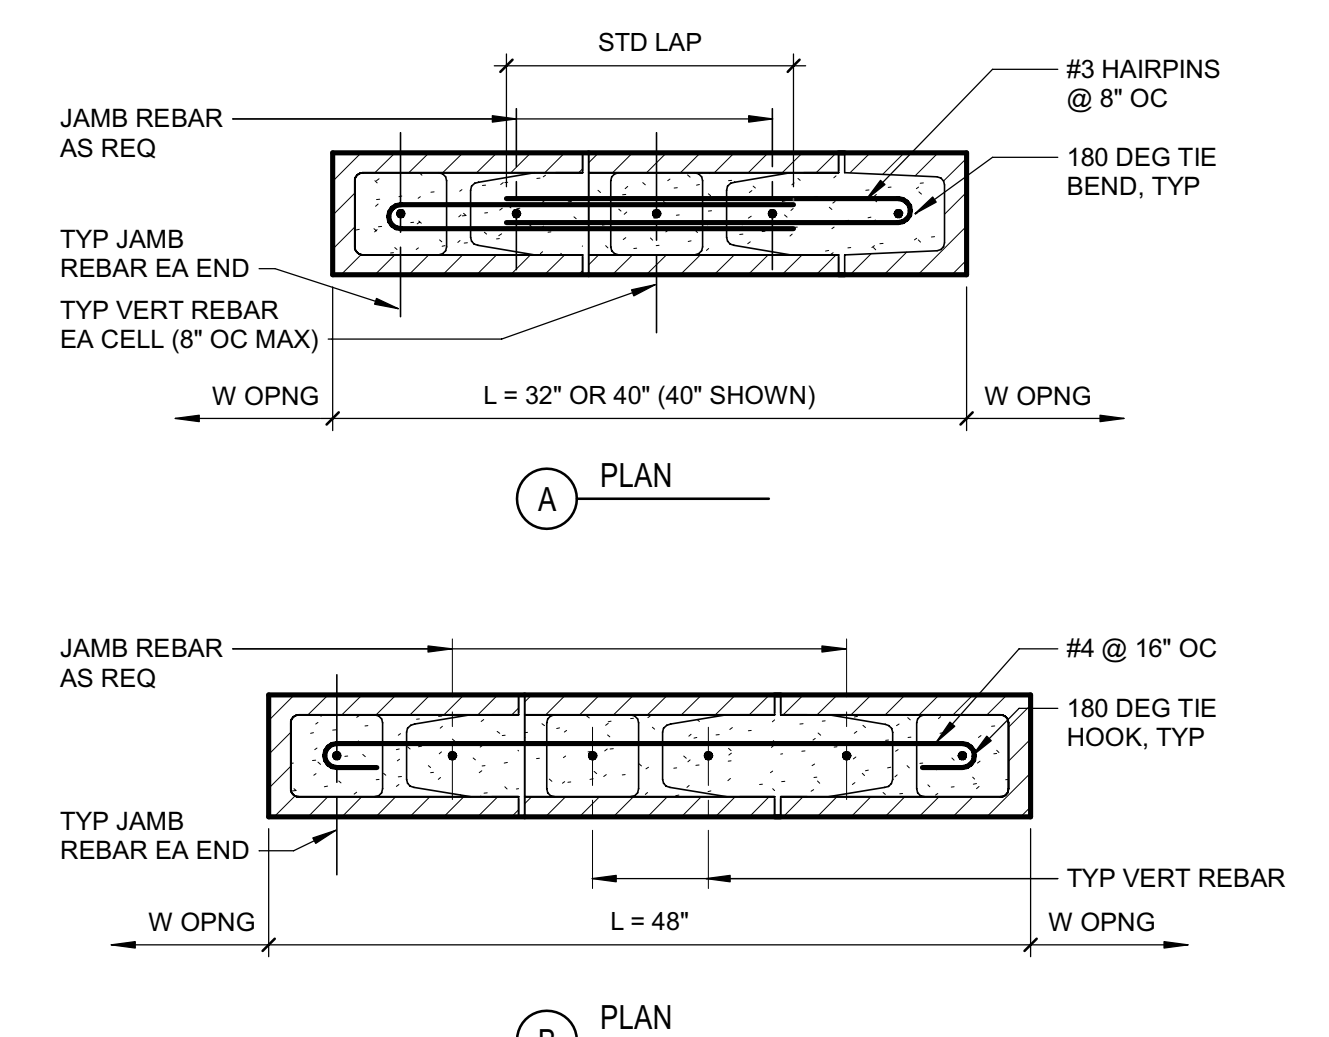 STD LAP
#3 HAIRPINS
@ 8" OC
JAMB REBAR
AS REQ
180 DEG TIE
BEND, TYP
TYP JAMB
REBAR EA END
TYP VERT REBAR
EA CELL (8" OC MAX)
W OPNG
L = 32" OR 40" (40" SHOWN)
W OPNG
A
PLAN
JAMB REBAR
AS REQ
#4 @ 16" OC
180 DEG TIE
HOOK, TYP
TYP JAMB
REBAR EA END
TYP VERT REBAR
W OPNG
L = 48"
W OPNG
B
PLAN